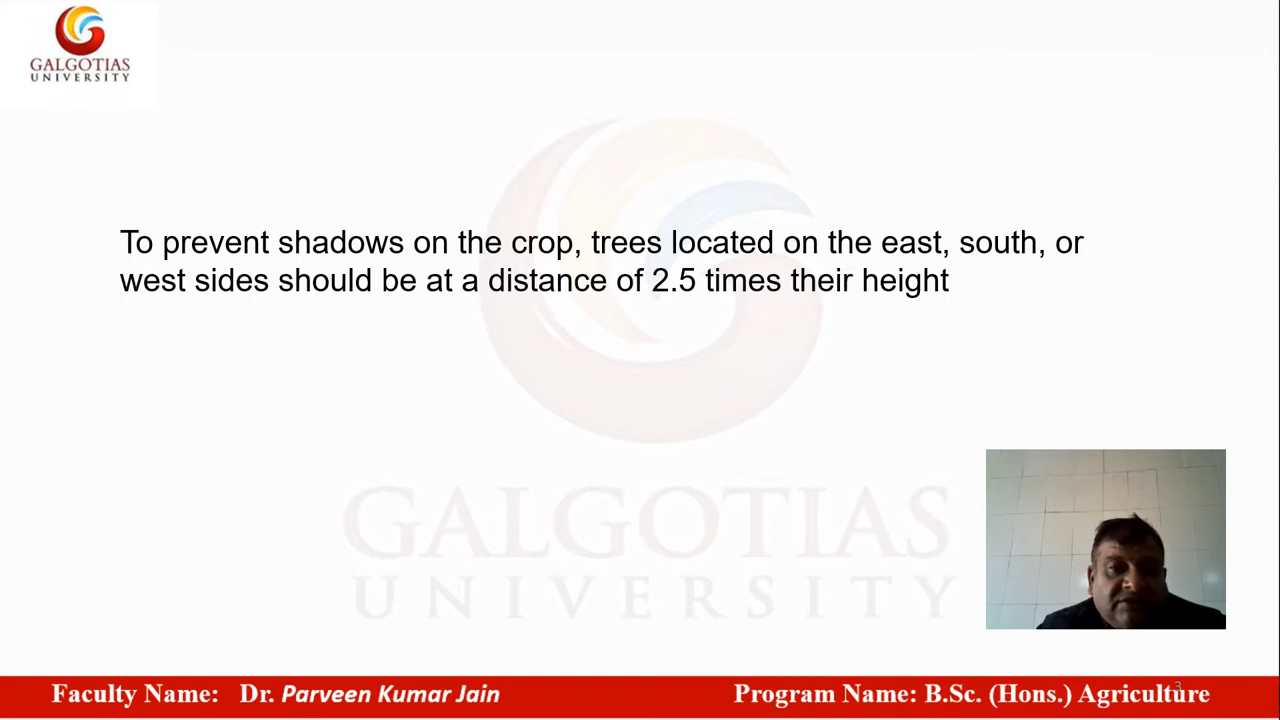 GALGOTIAS
UNIVERSITY
To prevent shadows on the crop, trees located on the east, south, or
west sides should be at a distance of 2.5 times their height
GALGOTIAS
UNIVERSITY
Faculty Name: Dr. Parveen Kumar Jain
Program Name: B.Sc. (Hons.) Agriculture
3